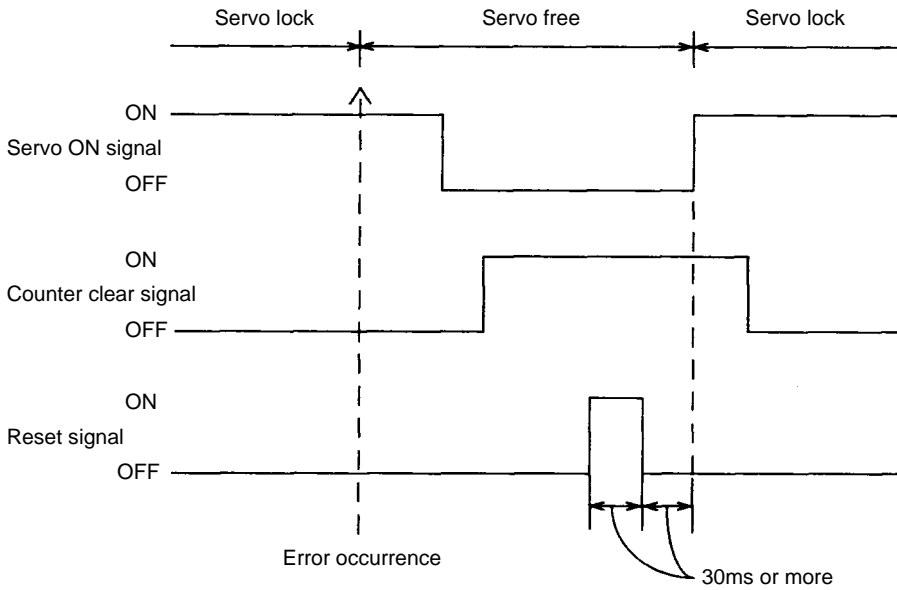 Servo lock Servo free Servo lock
ON
Servo ON signal
OFF
ON
Counter clear signal
OFF
ON
Reset signal
OFF
Error occurrence
30ms or more